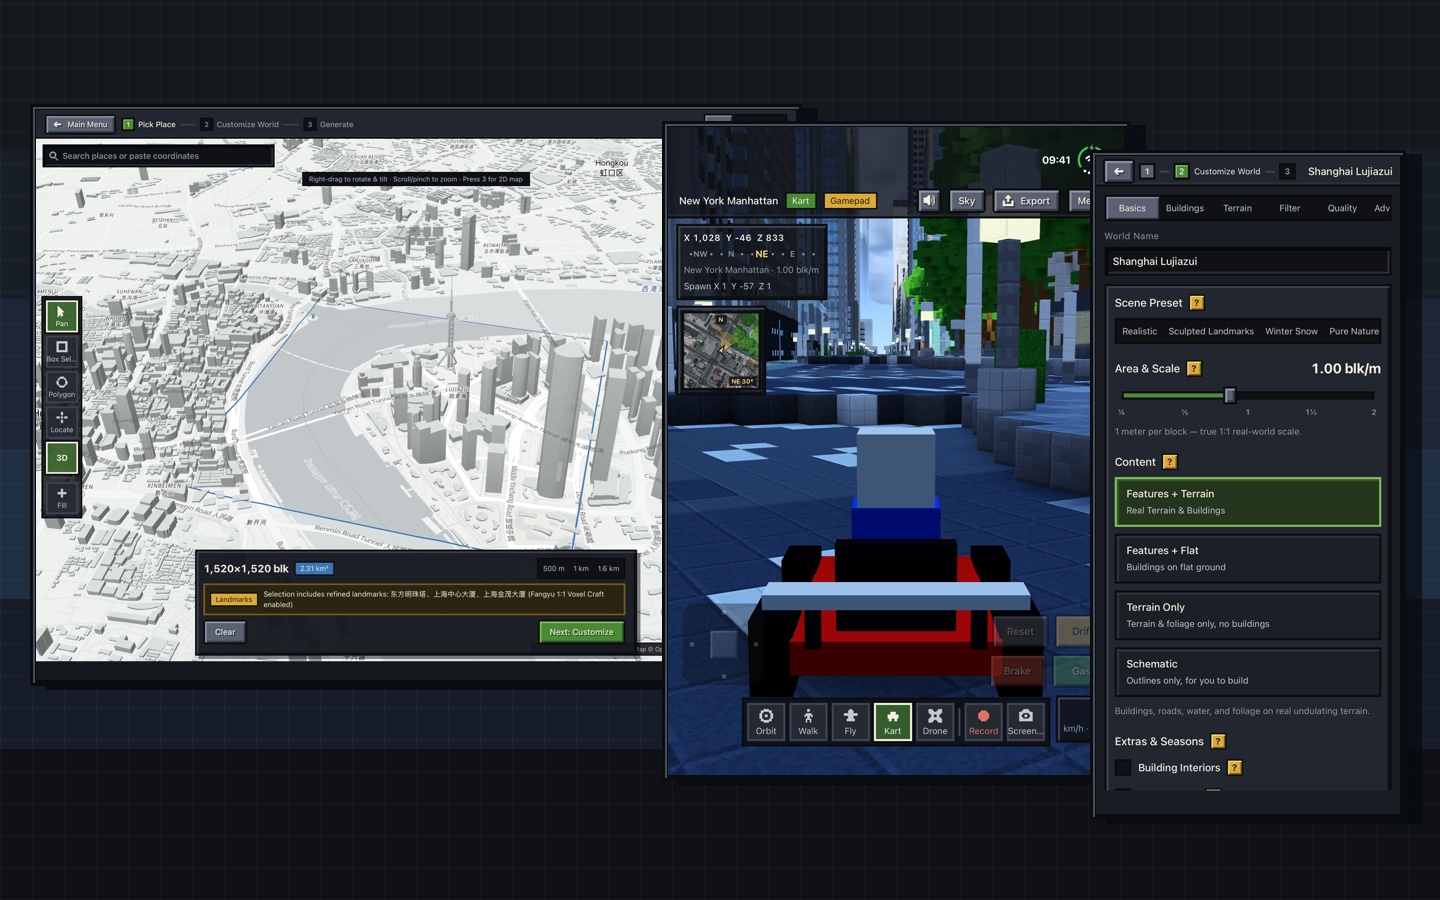 Main Menu
1 Pick Place
2 Customize World
3 Generate
Search places or paste coordinates
Right-drag to rotate & tilt · Scroll/pinch to zoom · Press 3 for 2D map
Hongkou
虹口区
Pan
Box Sel...
Polygon
Locate
3D
Fill
XINBEIMEN
LUJIAZUI
Renmin Road Tunnel
1,520×1,520 blk
2.31 km²
500 m 1 km 1.6 km
Landmarks
Selection includes refined landmarks: 东方明珠塔、上海中心大厦、上海金茂大厦 (Fangyu 1:1 Voxel Craft
enabled)
Clear
Next: Customize
09:41
New York Manhattan
Kart
Gamepad
Sky
Export
Me
X 1,028 Y -46 Z 833
NW · N · NE · E
New York Manhattan · 1.00 blk/m
Spawn X 1 Y -57 Z 1
N
NE 30°
Reset
Drif
Brake
Gas
Orbit
Walk
Fly
Kart
Drone
Record
Screen...
km/h ·
1
2 Customize World
3
Shanghai Lujiazui
Basics
Buildings
Terrain
Filter
Quality
Adv
World Name
Shanghai Lujiazui
Scene Preset ?
Realistic
Sculpted Landmarks
Winter Snow
Pure Nature
Area & Scale ?
1.00 blk/m
¼ ½ 1 1½ 2
1 meter per block — true 1:1 real-world scale.
Content ?
Features + Terrain
Real Terrain & Buildings
Features + Flat
Buildings on flat ground
Terrain Only
Terrain & foliage only, no buildings
Schematic
Outlines only, for you to build
Buildings, roads, water, and foliage on real undulating terrain.
Extras & Seasons ?
Building Interiors ?